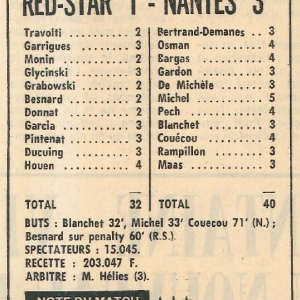 RED-STAR 1 - NANTES 3
Travolti ........ 2
Garrigues ....... 3
Monin ........... 2
Glycinski ....... 3
Grabowski ....... 2
Besnard ......... 2
Donnat .......... 2
Garcia .......... 3
Pintenat ........ 3
Ducuing ......... 3
Houen ........... 4
TOTAL 32
Bertrand-Demanes .. 3
Osman ........... 4
Bargas .......... 4
Gardon .......... 3
De Michèle ...... 3
Michel .......... 5
Pech ............ 4
Blanchet ........ 3
Couécou ......... 4
Rampillon ....... 3
Maas ............ 3
TOTAL 40
BUTS : Blanchet 32', Michel 33' Couecou 71' (N.) ;
Besnard sur penalty 60' (R.S.).
SPECTATEURS : 15.045.
RECETTE : 203.047 F.
ARBITRE : M. Hélies (3).
NOTE DU MATCH